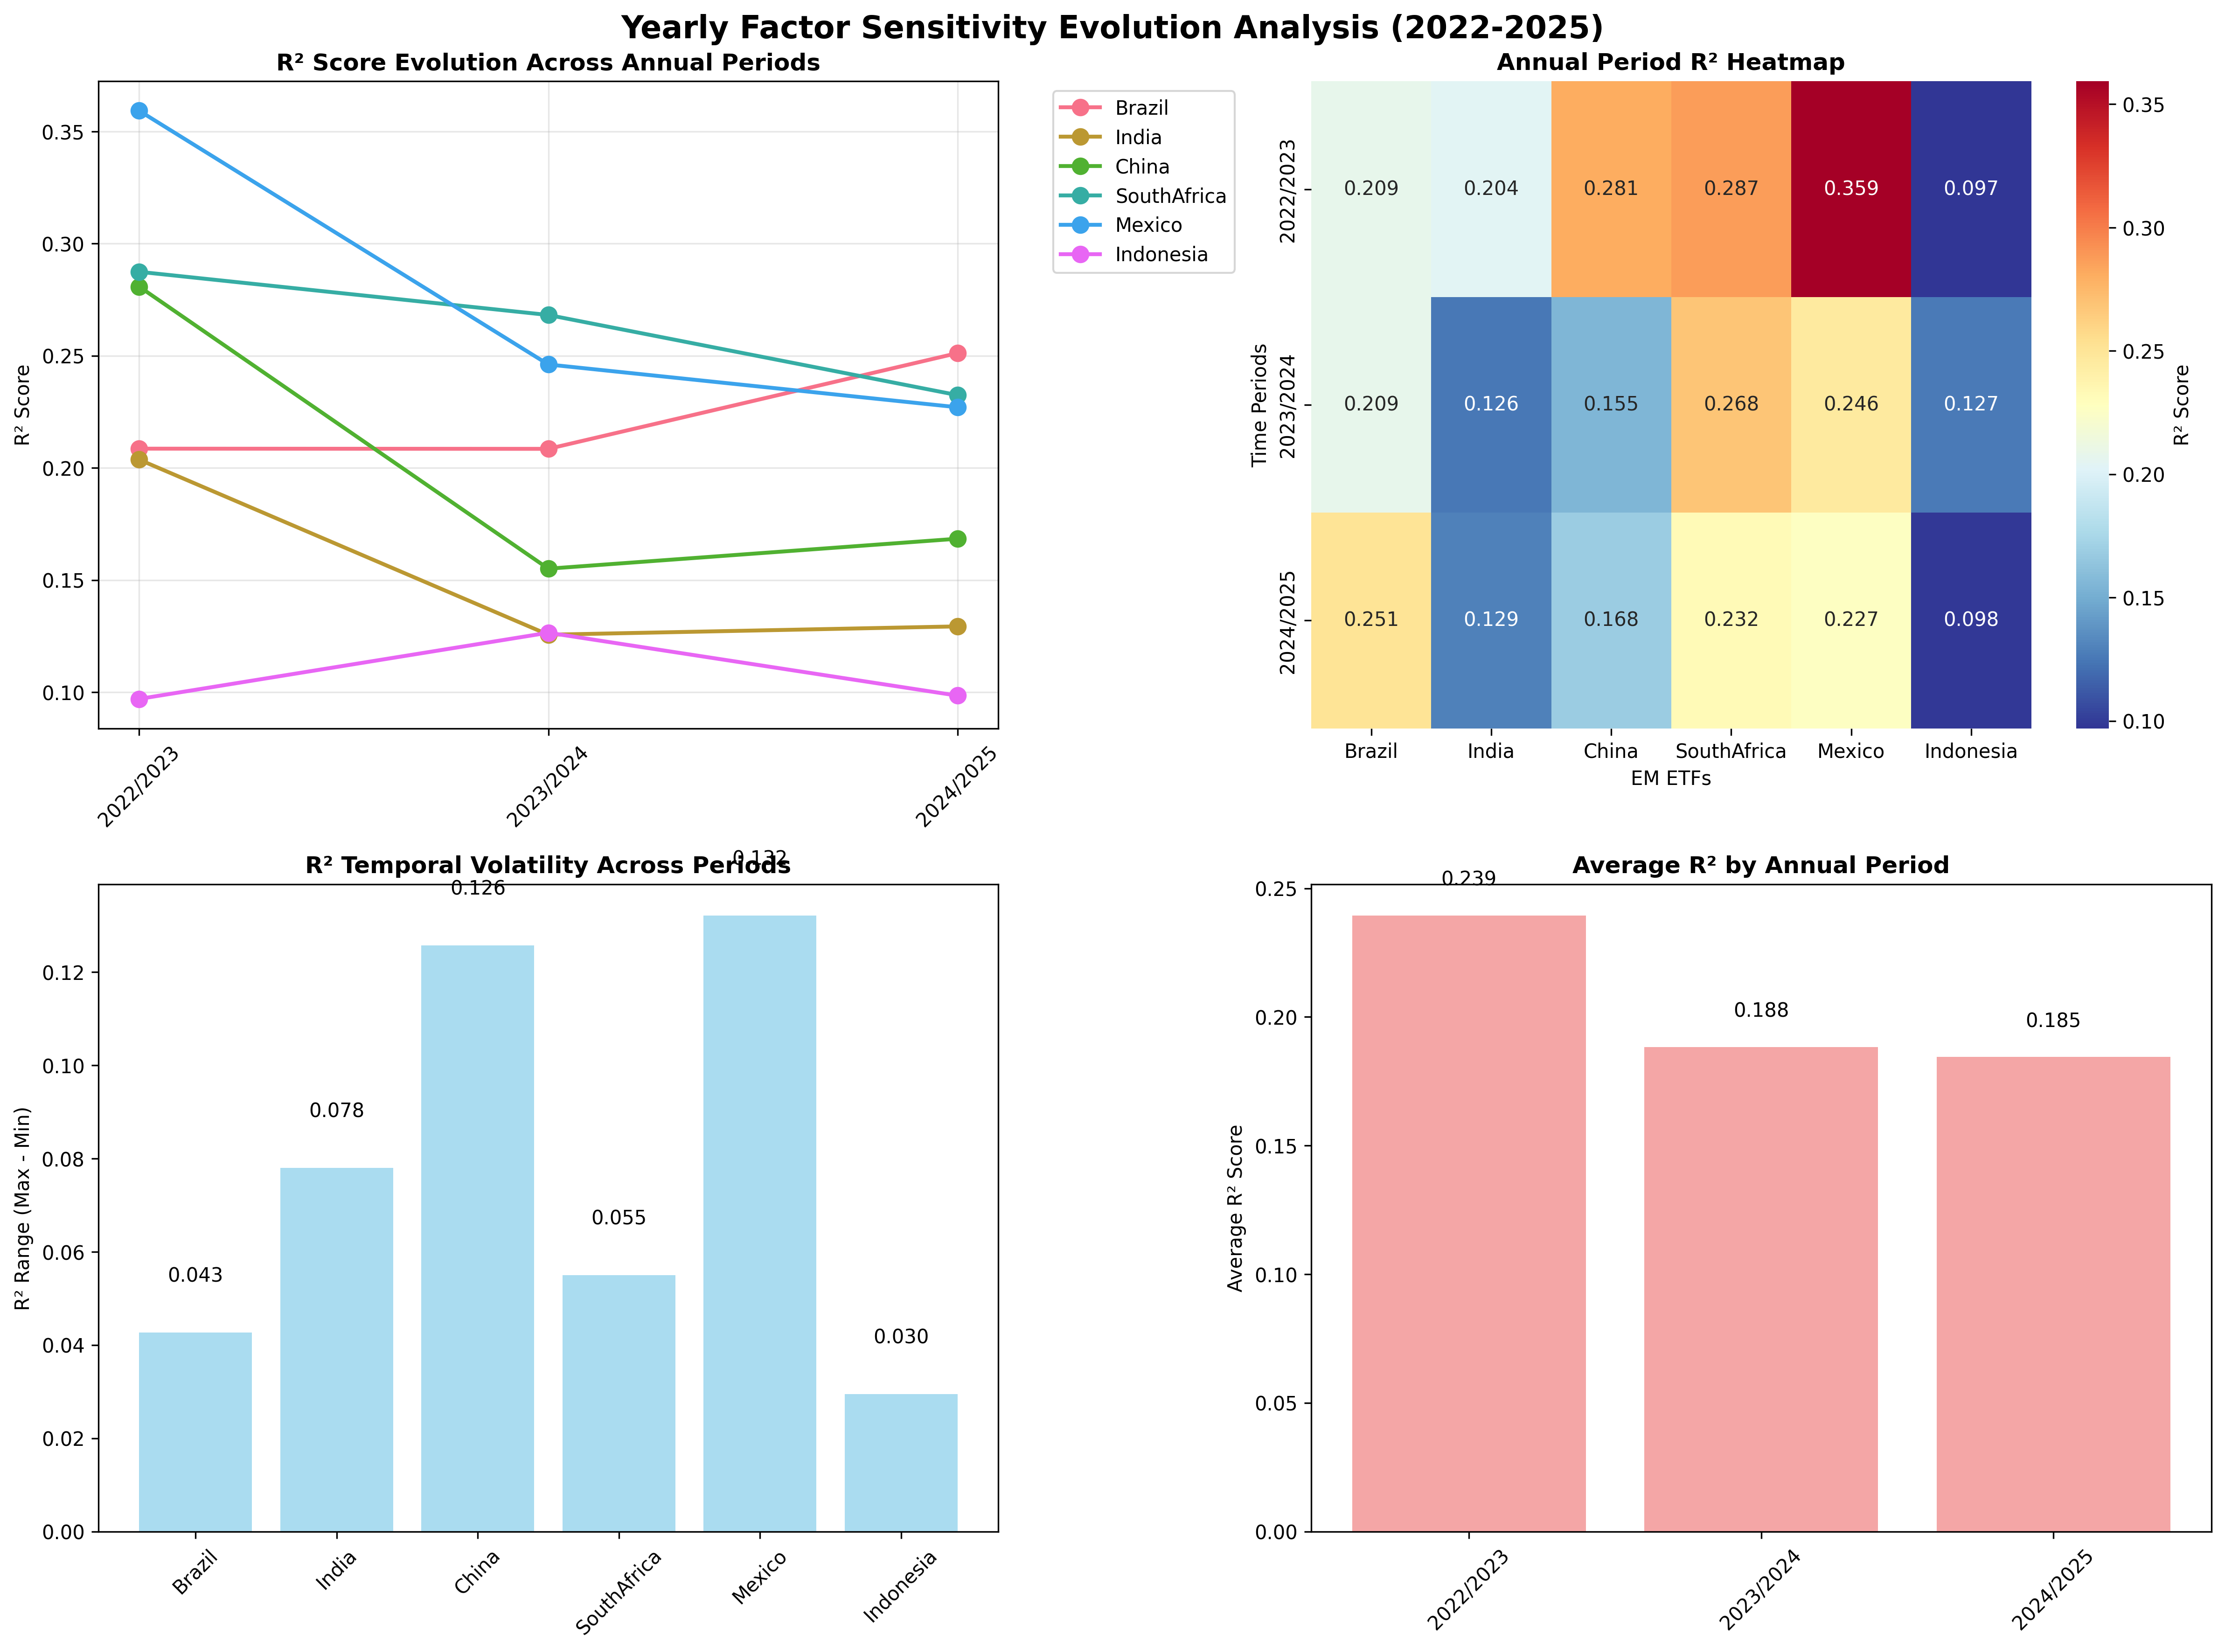 Yearly Factor Sensitivity Evolution Analysis (2022-2025)
R² Score Evolution Across Annual Periods
R² Score
0.35
0.30
0.25
0.20
0.15
0.10
2022/2023
2023/2024
2024/2025
Brazil
India
China
SouthAfrica
Mexico
Indonesia
Annual Period R² Heatmap
Time Periods
2022/2023
2023/2024
2024/2025
0.209 0.204 0.281 0.287 0.359 0.097
0.209 0.126 0.155 0.268 0.246 0.127
0.251 0.129 0.168 0.232 0.227 0.098
Brazil India China SouthAfrica Mexico Indonesia
EM ETFs
0.35
0.30
0.25
0.20
0.15
0.10
R² Score
R² Temporal Volatility Across Periods
R² Range (Max - Min)
0.12
0.10
0.08
0.06
0.04
0.02
0.00
0.043
0.078
0.126
0.055
0.132
0.030
Brazil
India
China
SouthAfrica
Mexico
Indonesia
Average R² by Annual Period
Average R² Score
0.25
0.20
0.15
0.10
0.05
0.00
0.239
0.188
0.185
2022/2023
2023/2024
2024/2025